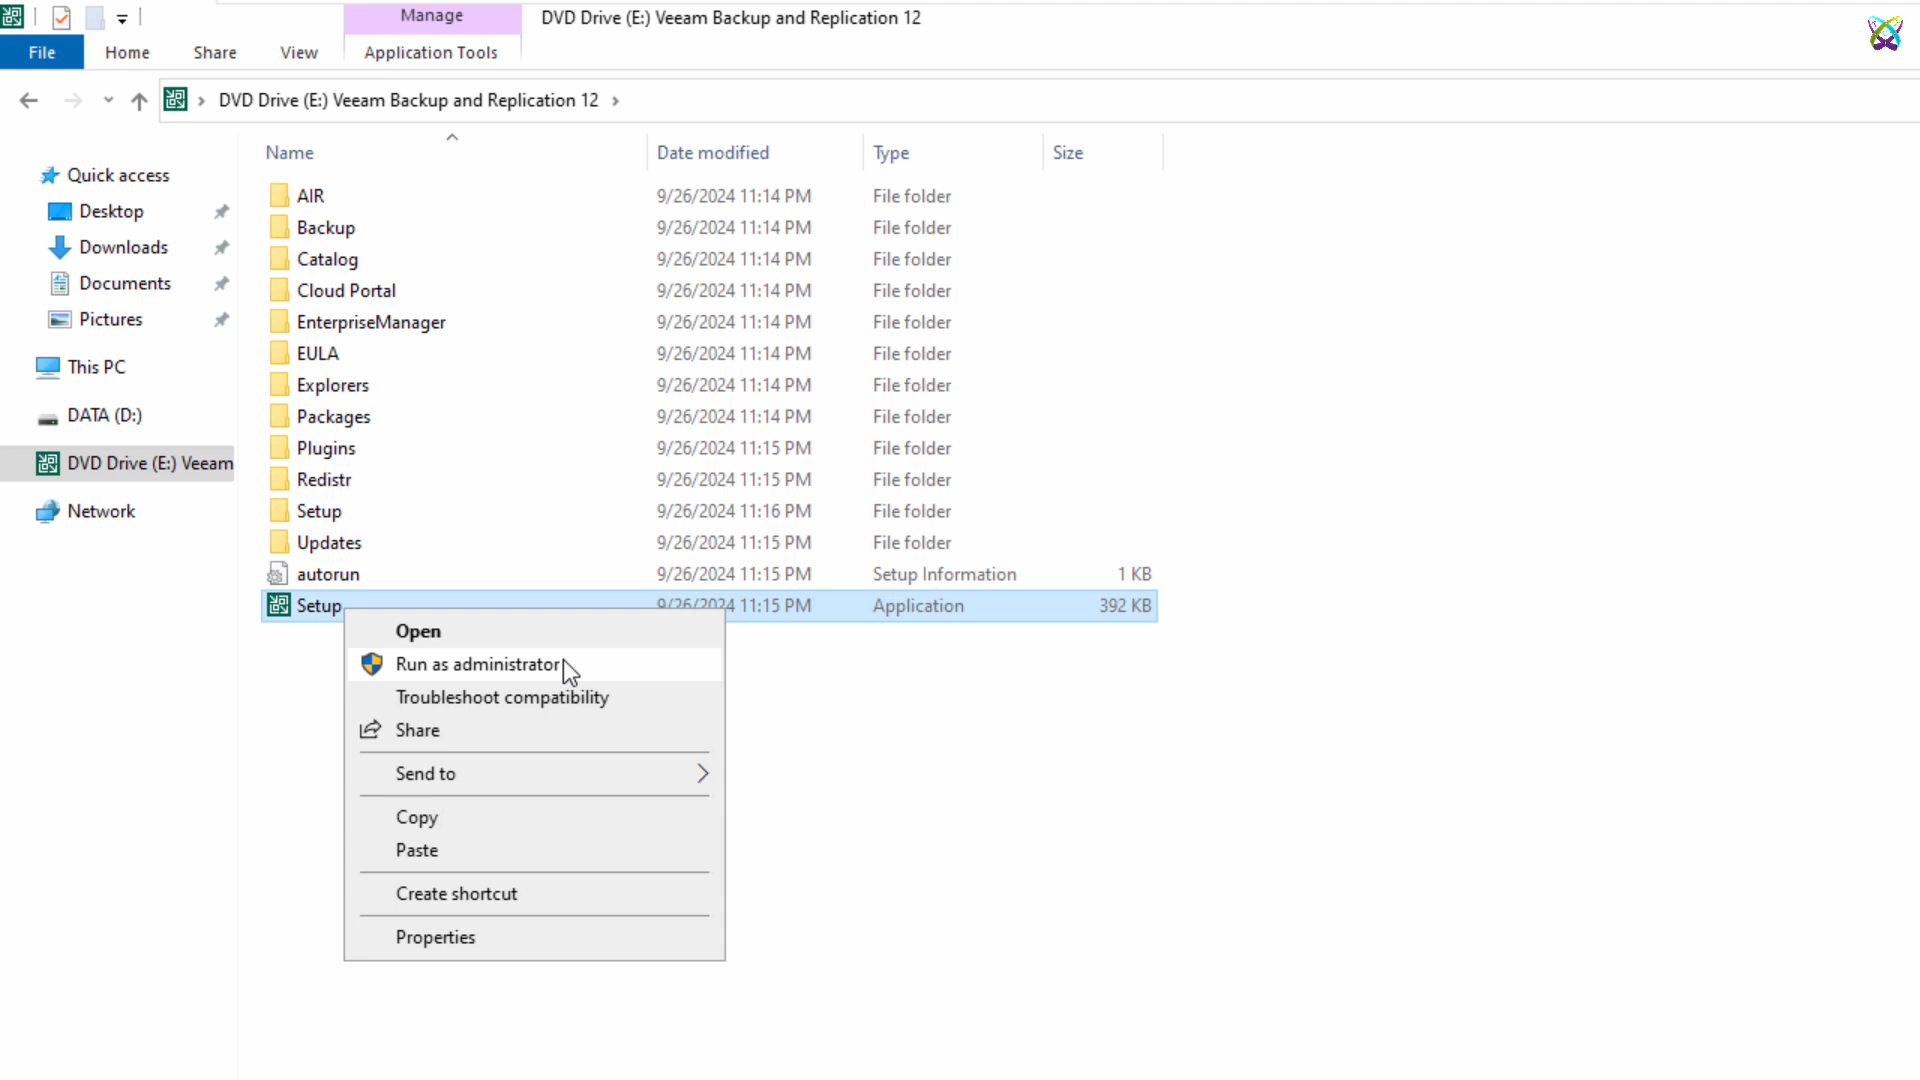 Manage
DVD Drive (E:) Veeam Backup and Replication 12
File Home Share View Application Tools
DVD Drive (E:) Veeam Backup and Replication 12
Name Date modified Type Size
Quick access
Desktop
Downloads
Documents
Pictures
This PC
DATA (D:)
DVD Drive (E:) Veeam
Network
AIR 9/26/2024 11:14 PM File folder
Backup 9/26/2024 11:14 PM File folder
Catalog 9/26/2024 11:14 PM File folder
Cloud Portal 9/26/2024 11:14 PM File folder
EnterpriseManager 9/26/2024 11:14 PM File folder
EULA 9/26/2024 11:14 PM File folder
Explorers 9/26/2024 11:14 PM File folder
Packages 9/26/2024 11:14 PM File folder
Plugins 9/26/2024 11:15 PM File folder
Redistr 9/26/2024 11:15 PM File folder
Setup 9/26/2024 11:16 PM File folder
Updates 9/26/2024 11:15 PM File folder
autorun 9/26/2024 11:15 PM Setup Information 1 KB
Setup 9/26/2024 11:15 PM Application 392 KB
Open
Run as administrator
Troubleshoot compatibility
Share
Send to
Copy
Paste
Create shortcut
Properties